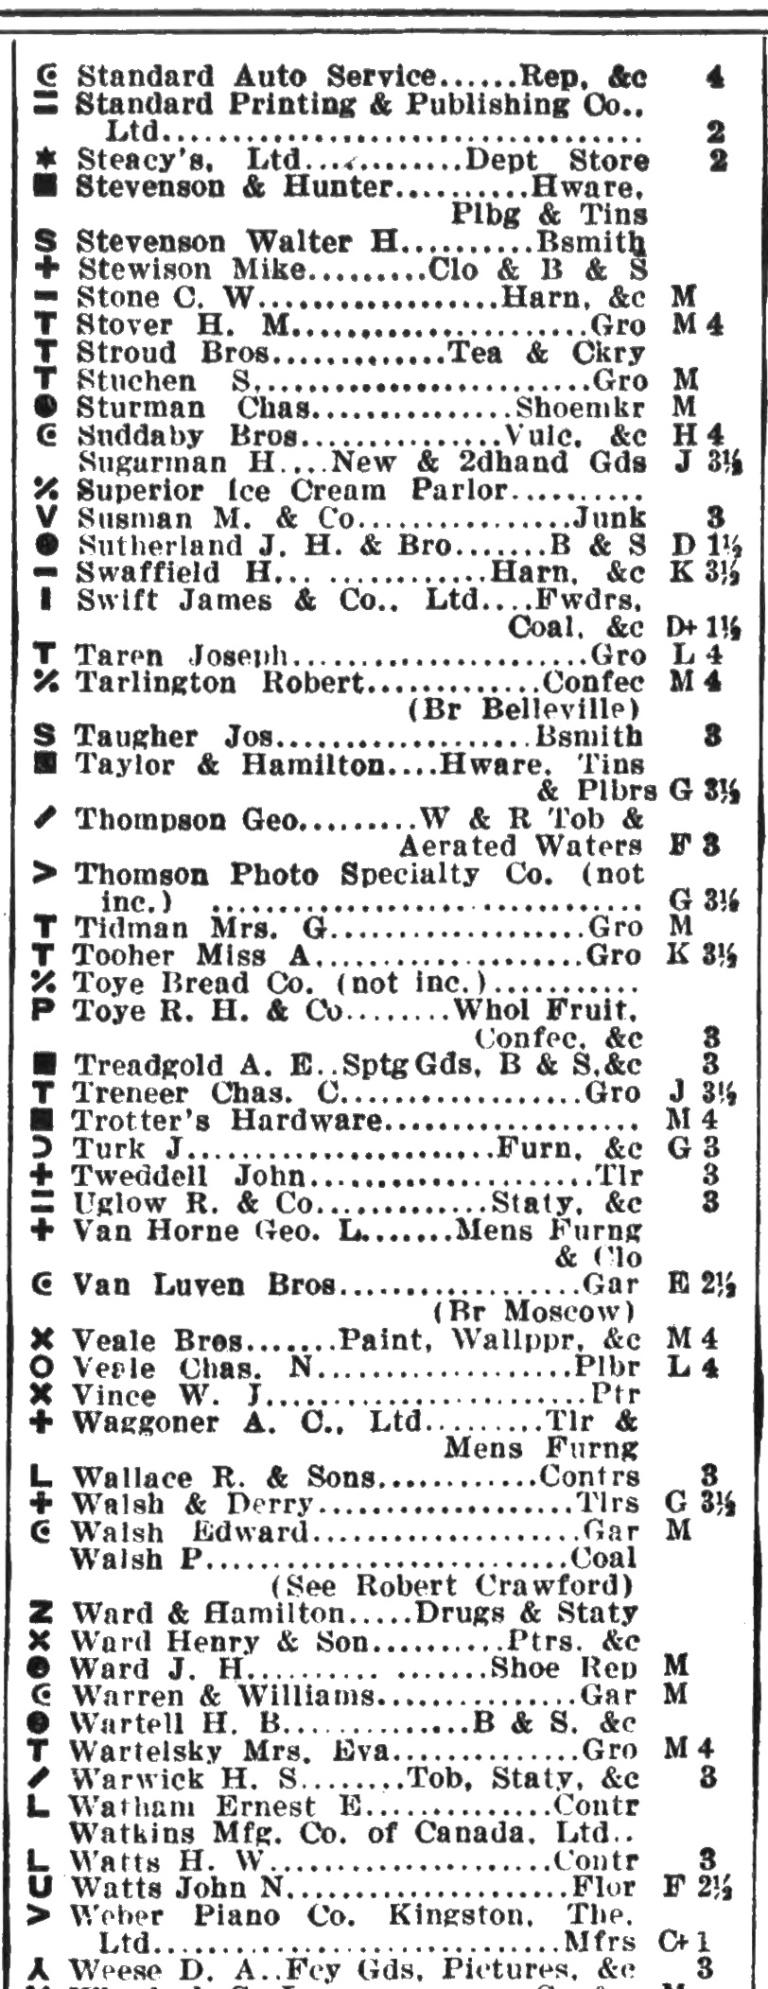 Є Standard Auto Service......Rep, &c 4
= Standard Printing & Publishing Co.,
Ltd................................... 2
★ Steacy's, Ltd............Dept Store 2
■ Stevenson & Hunter..........Hware,
Plbg & Tins
S Stevenson Walter H..........Bsmith
+ Stewison Mike.........Clo & B & S
– Stone C. W..................Harn, &c M
T Stover H. M......................Gro M 4
T Stroud Bros.............Tea & Ckry
T Stuchen S.........................Gro M
● Sturman Chas...............Shoemkr M
Є Suddaby Bros...............Vulc, &c H 4
Sugarman H....New & 2dhand Gds J 3½
% Superior Ice Cream Parlor..........
V Susman M. & Co................Junk 3
● Sutherland J. H. & Bro.......B & S D 1½
– Swaffield H... ............Harn, &c K 3½
I Swift James & Co., Ltd....Fwdrs,
Coal, &c D+ 1½
T Taren Joseph......................Gro L 4
% Tarlington Robert.............Confec M 4
(Br Belleville)
S Taugher Jos...................Bsmith 3
■ Taylor & Hamilton....Hware, Tins
& Plbrs G 3½
/ Thompson Geo.........W & R Tob &
Aerated Waters F 3
> Thomson Photo Specialty Co. (not
inc.) ................................ G 3½
T Tidman Mrs. G...................Gro M
T Tooher Miss A....................Gro K 3½
% Toye Bread Co. (not inc.)...........
P Toye R. H. & Co........Whol Fruit,
Confec, &c 3
■ Treadgold A. E..Sptg Gds, B & S,&c 3
T Treneer Chas. C..................Gro J 3½
■ Trotter's Hardware................... M 4
Ɔ Turk J.......................Furn, &c G 3
+ Tweddell John.....................Tlr 3
= Uglow R. & Co.............Staty, &c 3
+ Van Horne Geo. L.......Mens Furng
& Clo
Є Van Luven Bros..................Gar E 2½
(Br Moscow)
× Veale Bros.......Paint, Wallppr, &c M 4
O Veale Chas. N...................Plbr L 4
× Vince W. J........................Ptr
+ Waggoner A. C., Ltd.........Tlr &
Mens Furng
L Wallace R. & Sons............Contrs 3
+ Walsh & Derry...................Tlrs G 3½
Є Walsh Edward....................Gar M
Walsh P...........................Coal
(See Robert Crawford)
Z Ward & Hamilton.....Drugs & Staty
× Ward Henry & Son..........Ptrs, &c
● Ward J. H.......... .......Shoe Rep M
Є Warren & Williams...............Gar M
● Wartell H. B..............B & S, &c
T Wartelsky Mrs. Eva..............Gro M 4
/ Warwick H. S........Tob, Staty, &c 3
L Watham Ernest E..............Contr
Watkins Mfg. Co. of Canada, Ltd..
L Watts H. W.....................Contr 3
U Watts John N.....................Flor F 2½
> Weber Piano Co. Kingston, The,
Ltd...............................Mfrs C+ 1
⅄ Weese D. A..Fcy Gds, Pictures, &c 3